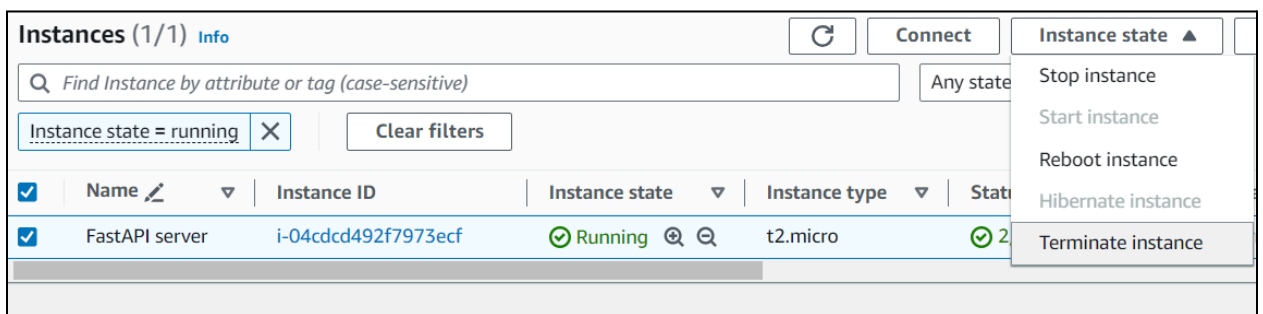 Instances (1/1) Info
Connect
Instance state
Find Instance by attribute or tag (case-sensitive)
Any state
Instance state = running
Clear filters
Stop instance
Start instance
Reboot instance
Hibernate instance
Terminate instance
Name
Instance ID
Instance state
Instance type
FastAPI server
i-04cdcd492f7973ecf
Running
t2.micro